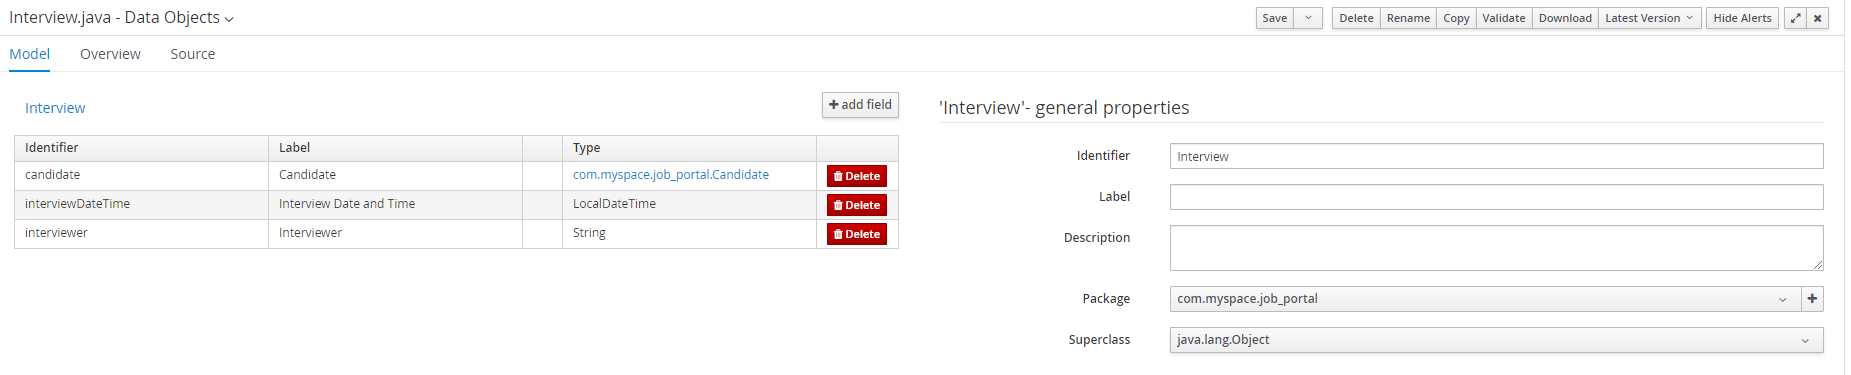 Interview.java - Data Objects
Save Delete Rename Copy Validate Download Latest Version Hide Alerts
Model Overview Source
Interview
+ add field
Identifier Label Type
candidate Candidate com.myspace.job_portal.Candidate Delete
interviewDateTime Interview Date and Time LocalDateTime Delete
interviewer Interviewer String Delete
'Interview'- general properties
Identifier Interview
Label
Description
Package com.myspace.job_portal +
Superclass java.lang.Object